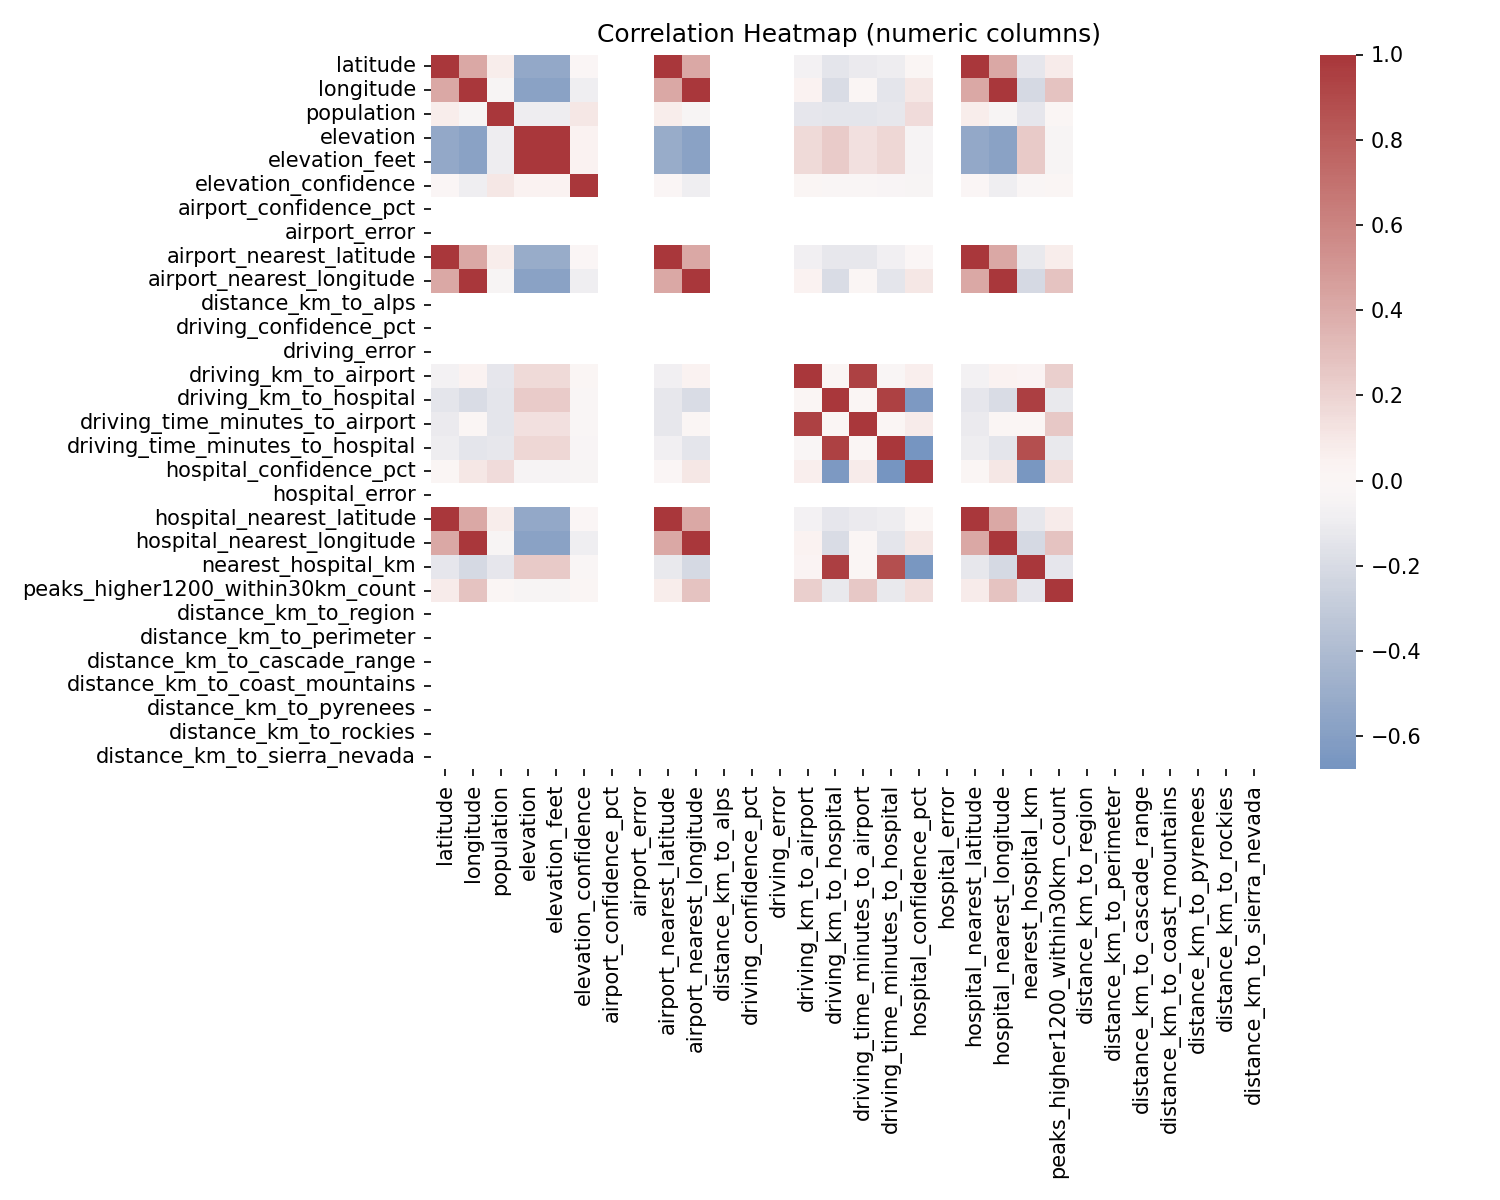 Correlation Heatmap (numeric columns)
latitude
longitude
population
elevation
elevation_feet
elevation_confidence
airport_confidence_pct
airport_error
airport_nearest_latitude
airport_nearest_longitude
distance_km_to_alps
driving_confidence_pct
driving_error
driving_km_to_airport
driving_km_to_hospital
driving_time_minutes_to_airport
driving_time_minutes_to_hospital
hospital_confidence_pct
hospital_error
hospital_nearest_latitude
hospital_nearest_longitude
nearest_hospital_km
peaks_higher1200_within30km_count
distance_km_to_region
distance_km_to_perimeter
distance_km_to_cascade_range
distance_km_to_coast_mountains
distance_km_to_pyrenees
distance_km_to_rockies
distance_km_to_sierra_nevada
latitude
longitude
population
elevation
elevation_feet
elevation_confidence
airport_confidence_pct
airport_error
airport_nearest_latitude
airport_nearest_longitude
distance_km_to_alps
driving_confidence_pct
driving_error
driving_km_to_airport
driving_km_to_hospital
driving_time_minutes_to_airport
driving_time_minutes_to_hospital
hospital_confidence_pct
hospital_error
hospital_nearest_latitude
hospital_nearest_longitude
nearest_hospital_km
peaks_higher1200_within30km_count
distance_km_to_region
distance_km_to_perimeter
distance_km_to_cascade_range
distance_km_to_coast_mountains
distance_km_to_pyrenees
distance_km_to_rockies
distance_km_to_sierra_nevada
1.0
0.8
0.6
0.4
0.2
0.0
−0.2
−0.4
−0.6